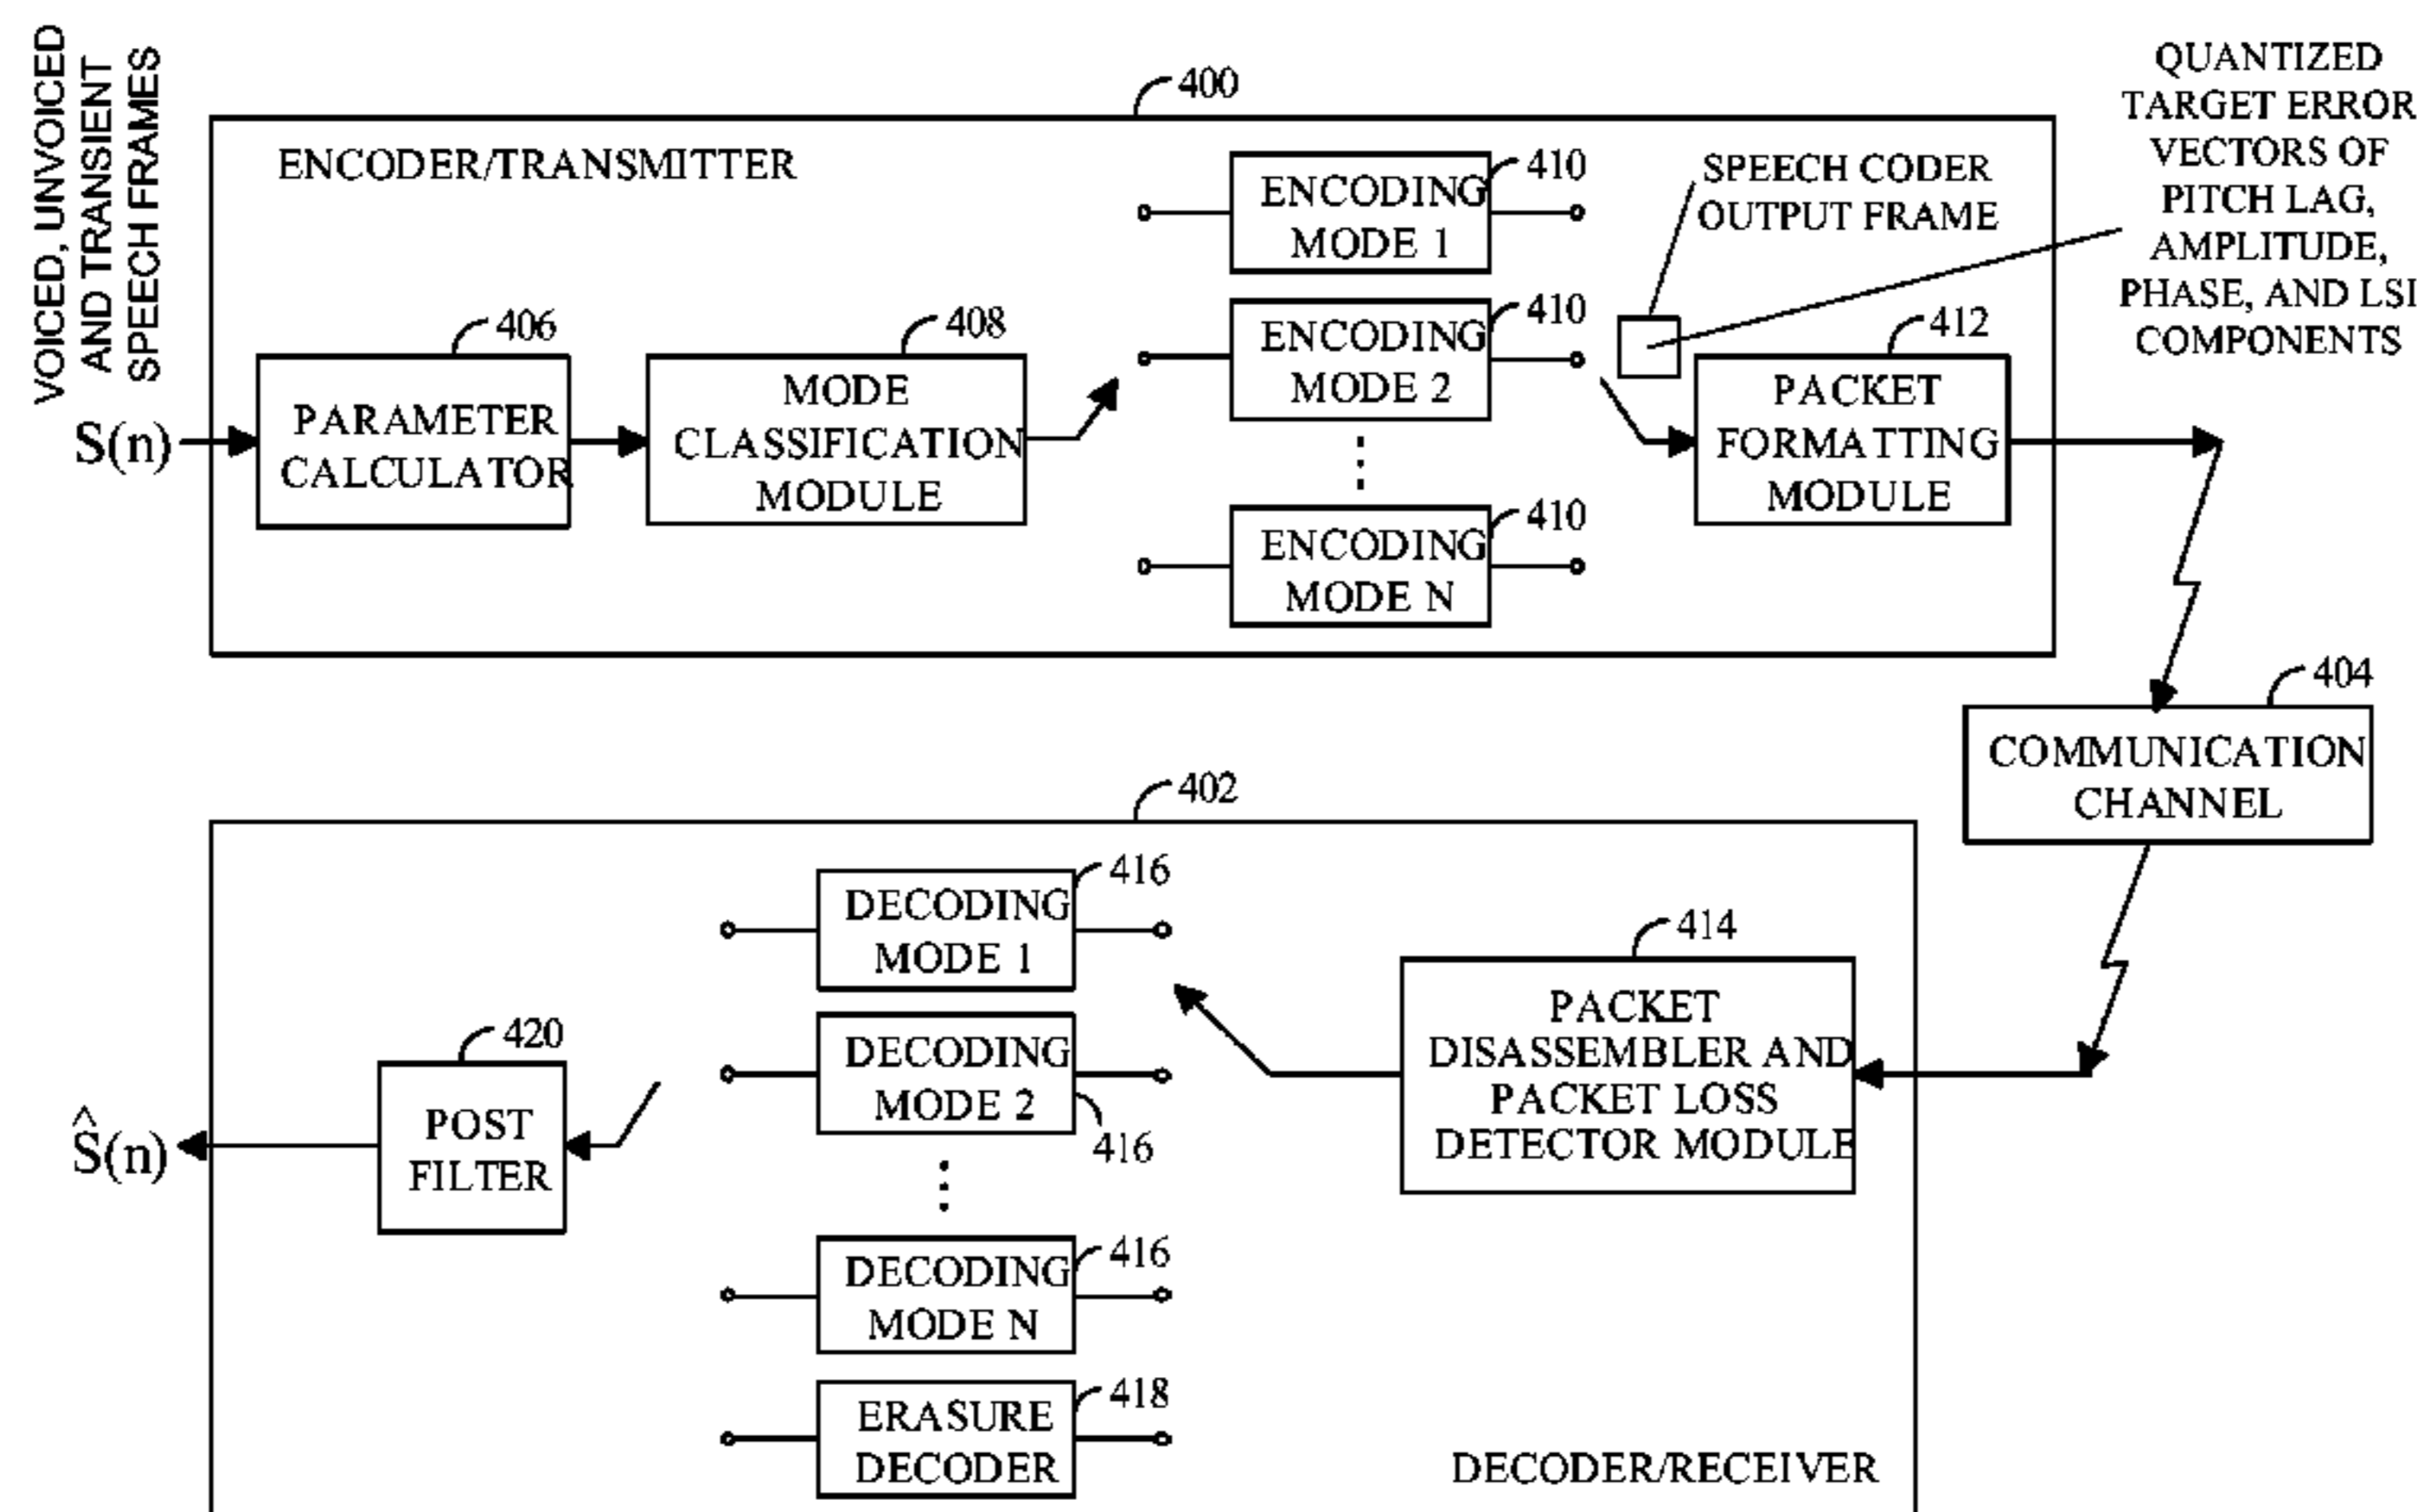 VOICED, UNVOICED
AND TRANSIENT
SPEECH FRAMES
S(n)
400
ENCODER/TRANSMITTER
406
PARAMETER
CALCULATOR
408
MODE
CLASSIFICATION
MODULE
410
ENCODING
MODE 1
410
ENCODING
MODE 2
410
ENCODING
MODE N
SPEECH CODER
OUTPUT FRAME
412
PACKET
FORMATTING
MODULE
QUANTIZED
TARGET ERROR
VECTORS OF
PITCH LAG,
AMPLITUDE,
PHASE, AND LSI
COMPONENTS
404
COMMUNICATION
CHANNEL
402
414
PACKET
DISASSEMBLER AND
PACKET LOSS
DETECTOR MODULE
416
DECODING
MODE 1
DECODING
MODE 2
416
416
DECODING
MODE N
418
ERASURE
DECODER
420
POST
FILTER
Ŝ(n)
DECODER/RECEIVER